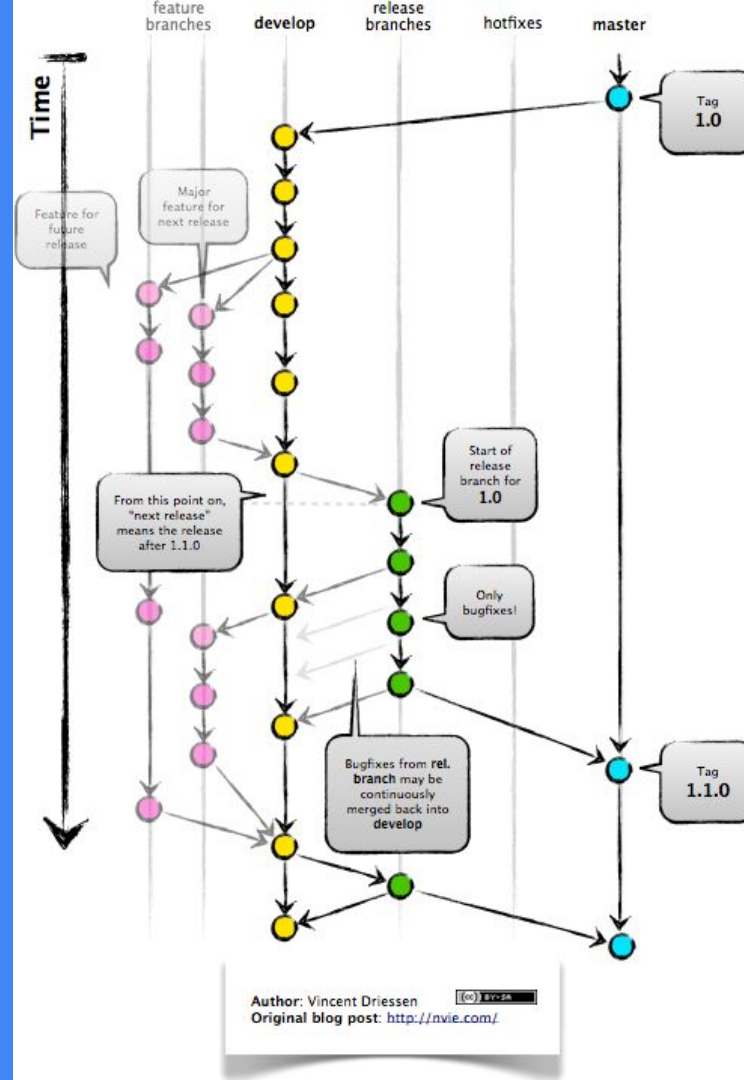 feature
branches
develop
release
branches
hotfixes
master
Time
Tag
1.0
Feature for
future
release
Major
feature for
next release
Start of
release
branch for
1.0
From this point on,
"next release"
means the release
after 1.1.0
Only
bugfixes!
Bugfixes from rel.
branch may be
continuously
merged back into
develop
Tag
1.1.0
Author: Vincent Driessen
(cc) BY-SA
Original blog post: http://nvie.com/